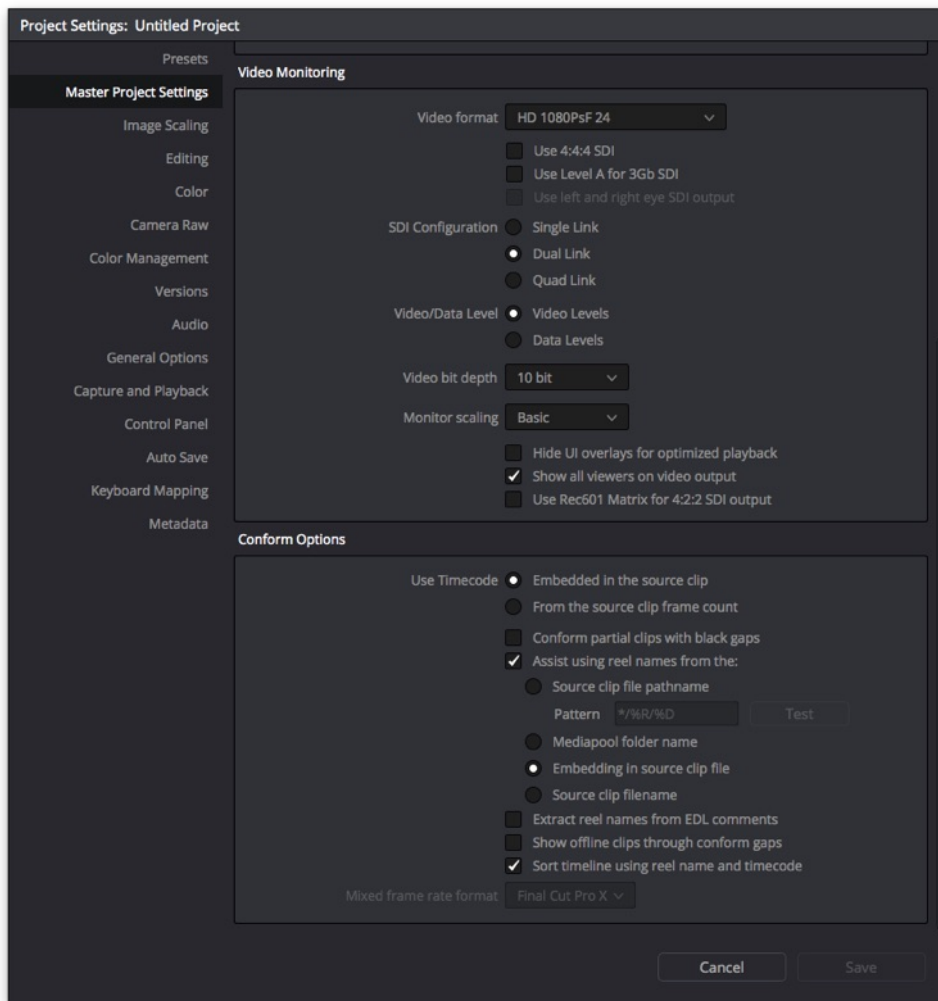 Project Settings: Untitled Project
Presets
Master Project Settings
Image Scaling
Editing
Color
Camera Raw
Color Management
Versions
Audio
General Options
Capture and Playback
Control Panel
Auto Save
Keyboard Mapping
Metadata
Video Monitoring
Video format HD 1080PsF 24
Use 4:4:4 SDI
Use Level A for 3Gb SDI
Use left and right eye SDI output
SDI Configuration Single Link
Dual Link
Quad Link
Video/Data Level Video Levels
Data Levels
Video bit depth 10 bit
Monitor scaling Basic
Hide UI overlays for optimized playback
Show all viewers on video output
Use Rec601 Matrix for 4:2:2 SDI output
Conform Options
Use Timecode Embedded in the source clip
From the source clip frame count
Conform partial clips with black gaps
Assist using reel names from the:
Source clip file pathname
Pattern */%R/%D Test
Mediapool folder name
Embedding in source clip file
Source clip filename
Extract reel names from EDL comments
Show offline clips through conform gaps
Sort timeline using reel name and timecode
Mixed frame rate format Final Cut Pro X
Cancel Save